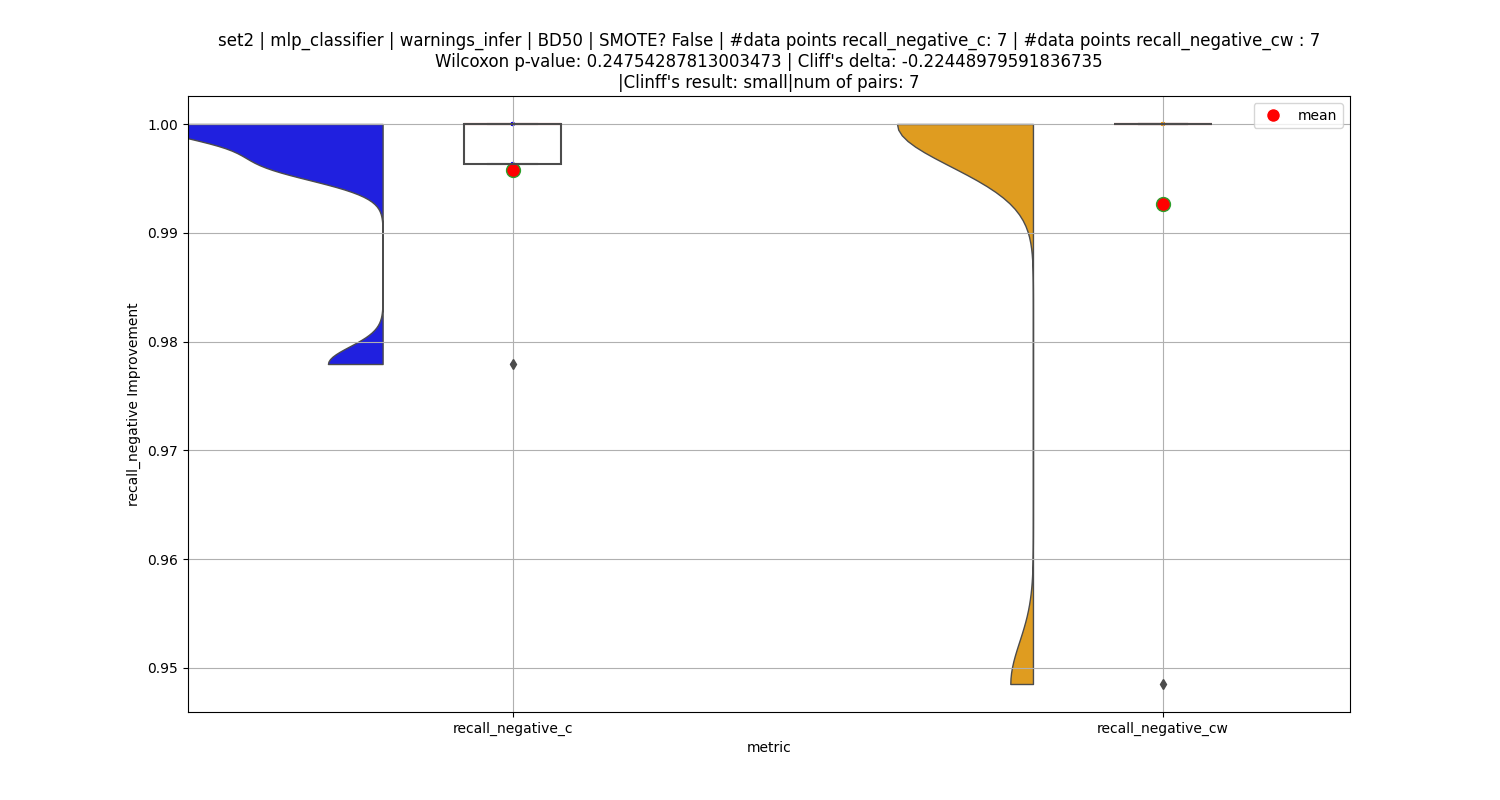 set2 | mlp_classifier | warnings_infer | BD50 | SMOTE? False | #data points recall_negative_c: 7 | #data points recall_negative_cw : 7
Wilcoxon p-value: 0.24754287813003473 | Cliff's delta: -0.22448979591836735
|Clinff's result: small|num of pairs: 7
mean
1.00
0.99
0.98
0.97
0.96
0.95
recall_negative Improvement
recall_negative_c
recall_negative_cw
metric